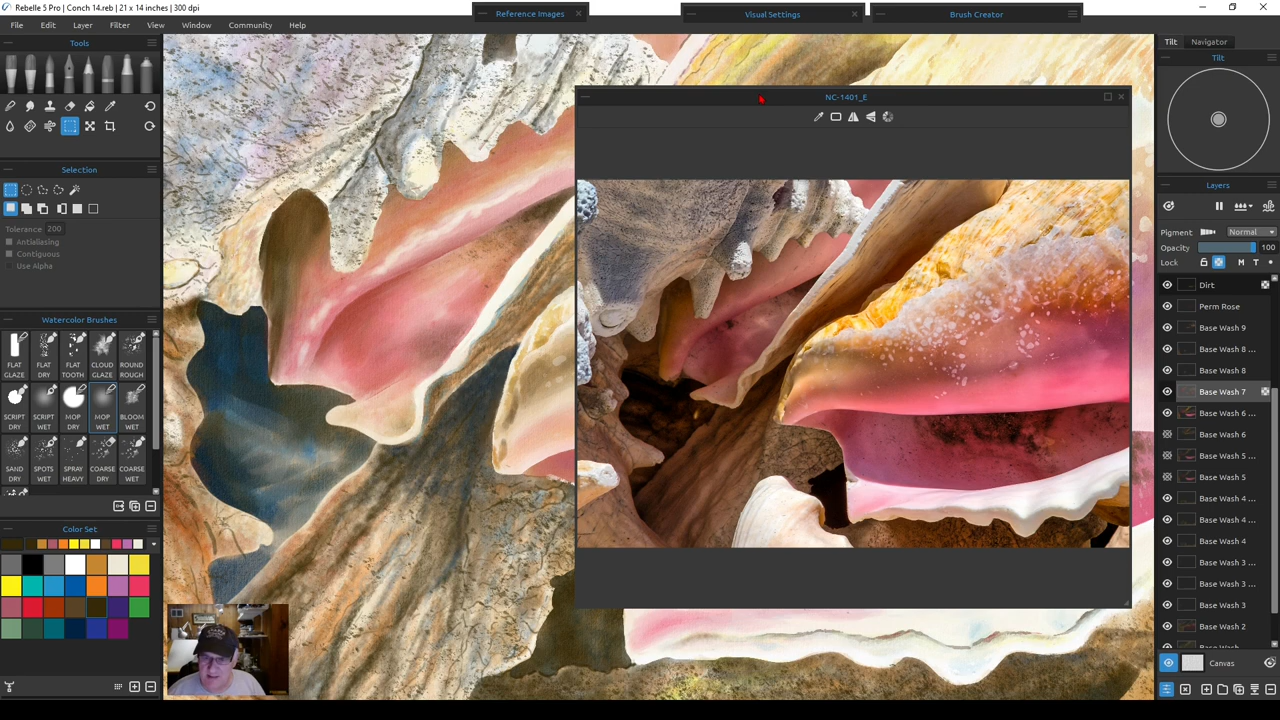 Rebelle 5 Pro | Conch 14.reb | 21 x 14 inches | 300 dpi
Reference Images
Visual Settings
Brush Creator
File Edit Layer Filter View Window Community Help
Tools
Selection
Tolerance 200
Antialiasing
Contiguous
Use Alpha
Watercolor Brushes
FLAT GLAZE
FLAT DRY
FLAT TOOTH
CLOUD GLAZE
ROUND ROUGH
SCRIPT DRY
SCRIPT WET
MOP DRY
MOP WET
BLOOM WET
SAND DRY
SPOTS WET
SPRAY HEAVY
COARSE DRY
COARSE WET
Color Set
NC-1401_E
Tilt Navigator
Tilt
Layers
Pigment Normal
Opacity 100
Lock M T
Dirt
Perm Rose
Base Wash 9
Base Wash 8 ...
Base Wash 8
Base Wash 7
Base Wash 6 ...
Base Wash 6
Base Wash 5 ...
Base Wash 5
Base Wash 4 ...
Base Wash 4 ...
Base Wash 4
Base Wash 3 ...
Base Wash 3 ...
Base Wash 3
Base Wash 2
Canvas